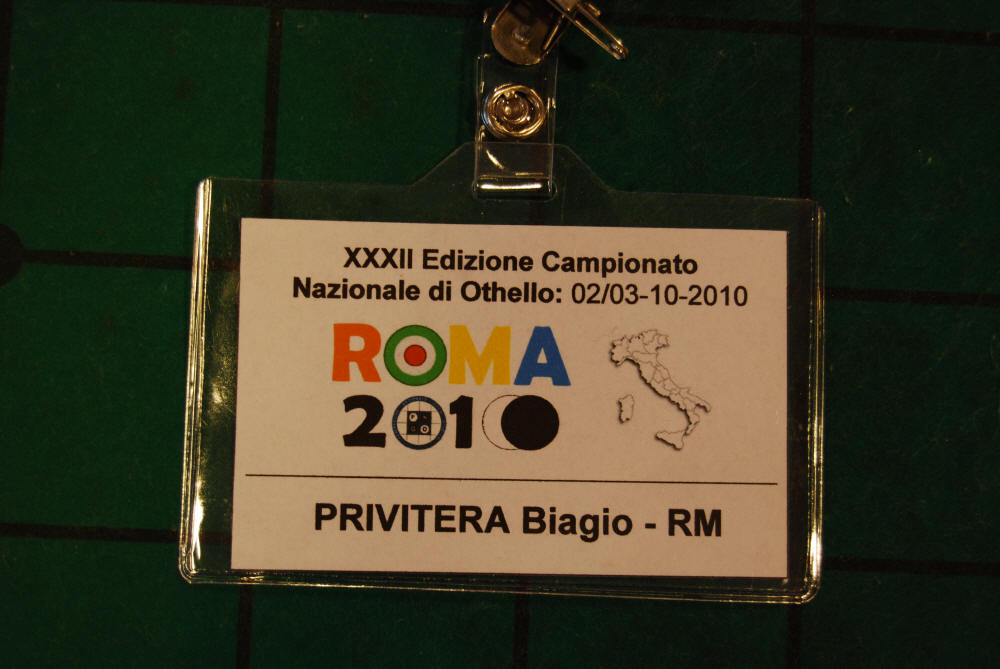 XXXII Edizione Campionato
Nazionale di Othello: 02/03-10-2010
ROMA
2010
PRIVITERA Biagio - RM